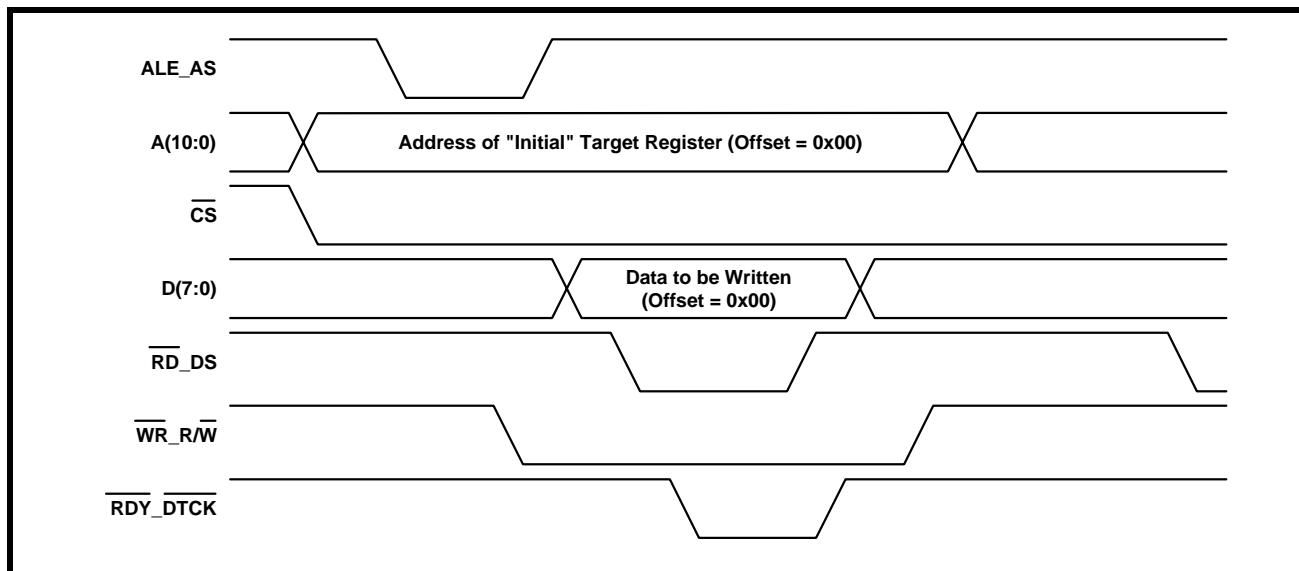 ALE_AS
A(10:0)
Address of "Initial" Target Register (Offset = 0x00)
CS
D(7:0)
Data to be Written
(Offset = 0x00)
RD_DS
WR_R/W
RDY_DTCK